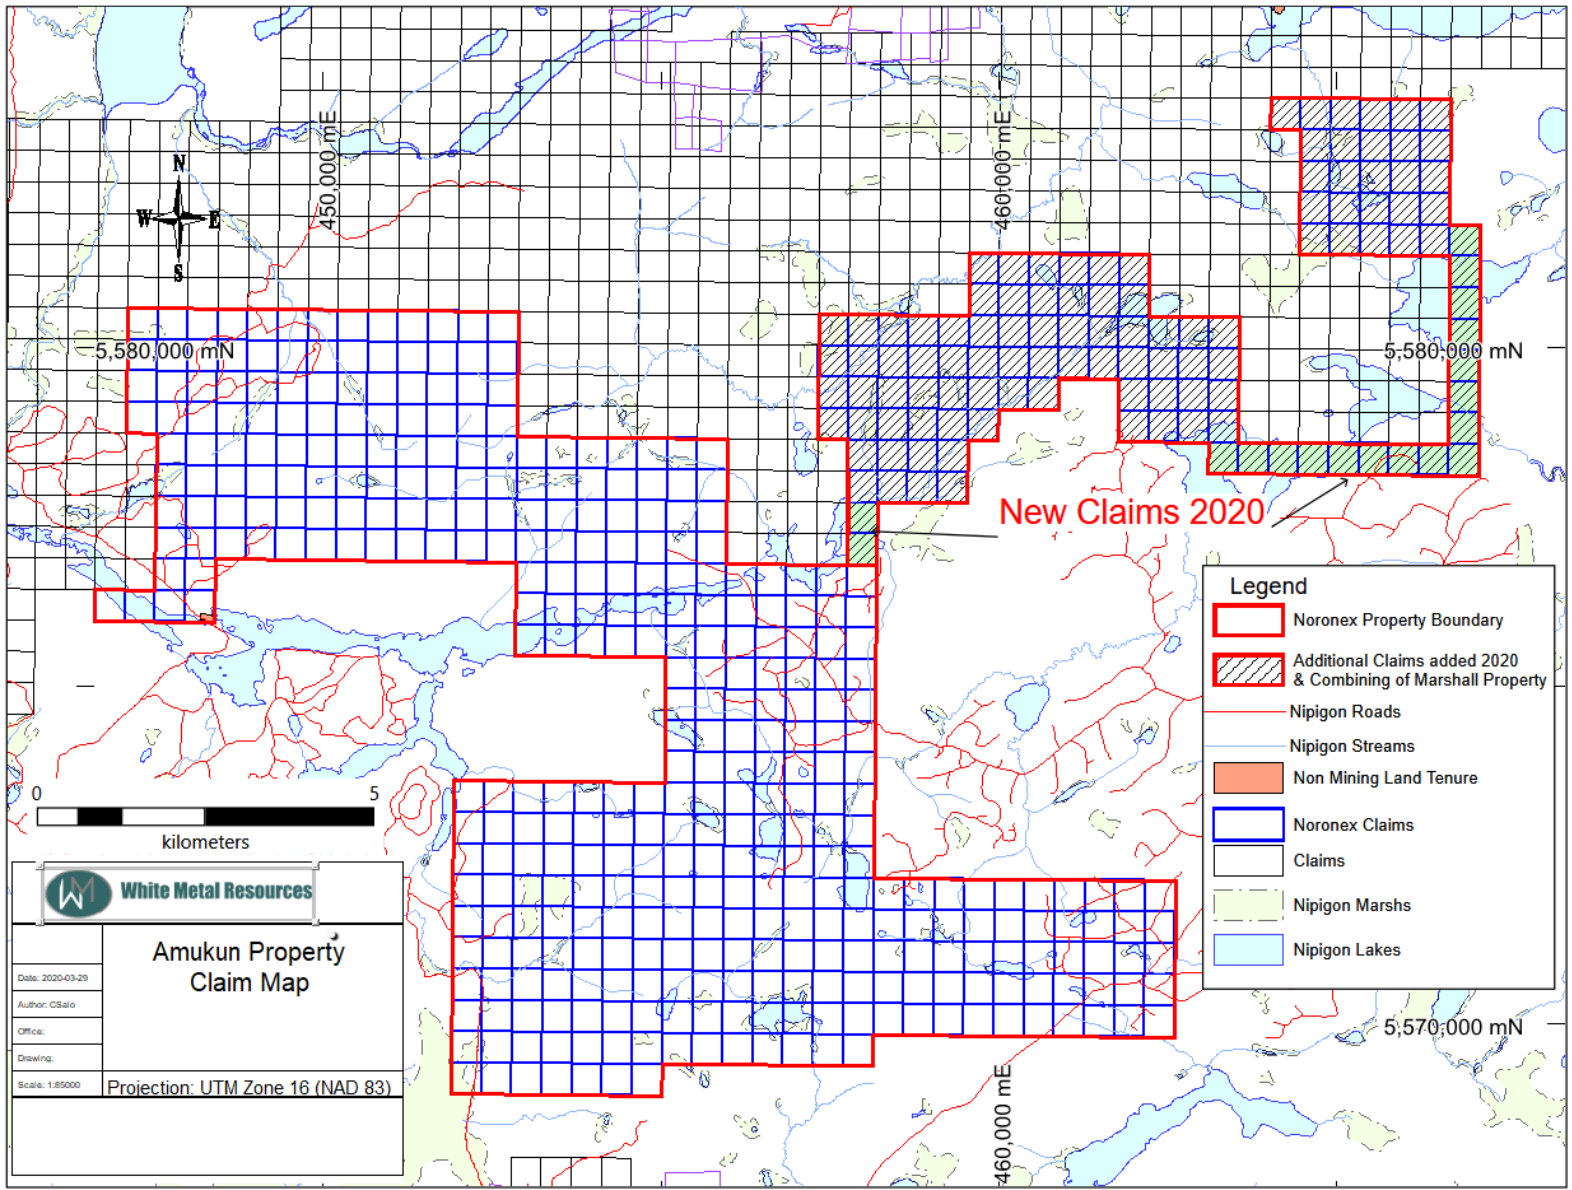 450,000 mE
460,000 mE
N
W E
S
5,580,000 mN
5,580,000 mN
New Claims 2020
Legend
Noronex Property Boundary
Additional Claims added 2020
& Combining of Marshall Property
Nipigon Roads
Nipigon Streams
Non Mining Land Tenure
Noronex Claims
Claims
Nipigon Marshs
Nipigon Lakes
0 5
kilometers
WM White Metal Resources
Amukun Property
Claim Map
Date: 2020-03-29
Author: CSalo
Office:
Drawing:
Scale: 1:85000
Projection: UTM Zone 16 (NAD 83)
5,570,000 mN
460,000 mE